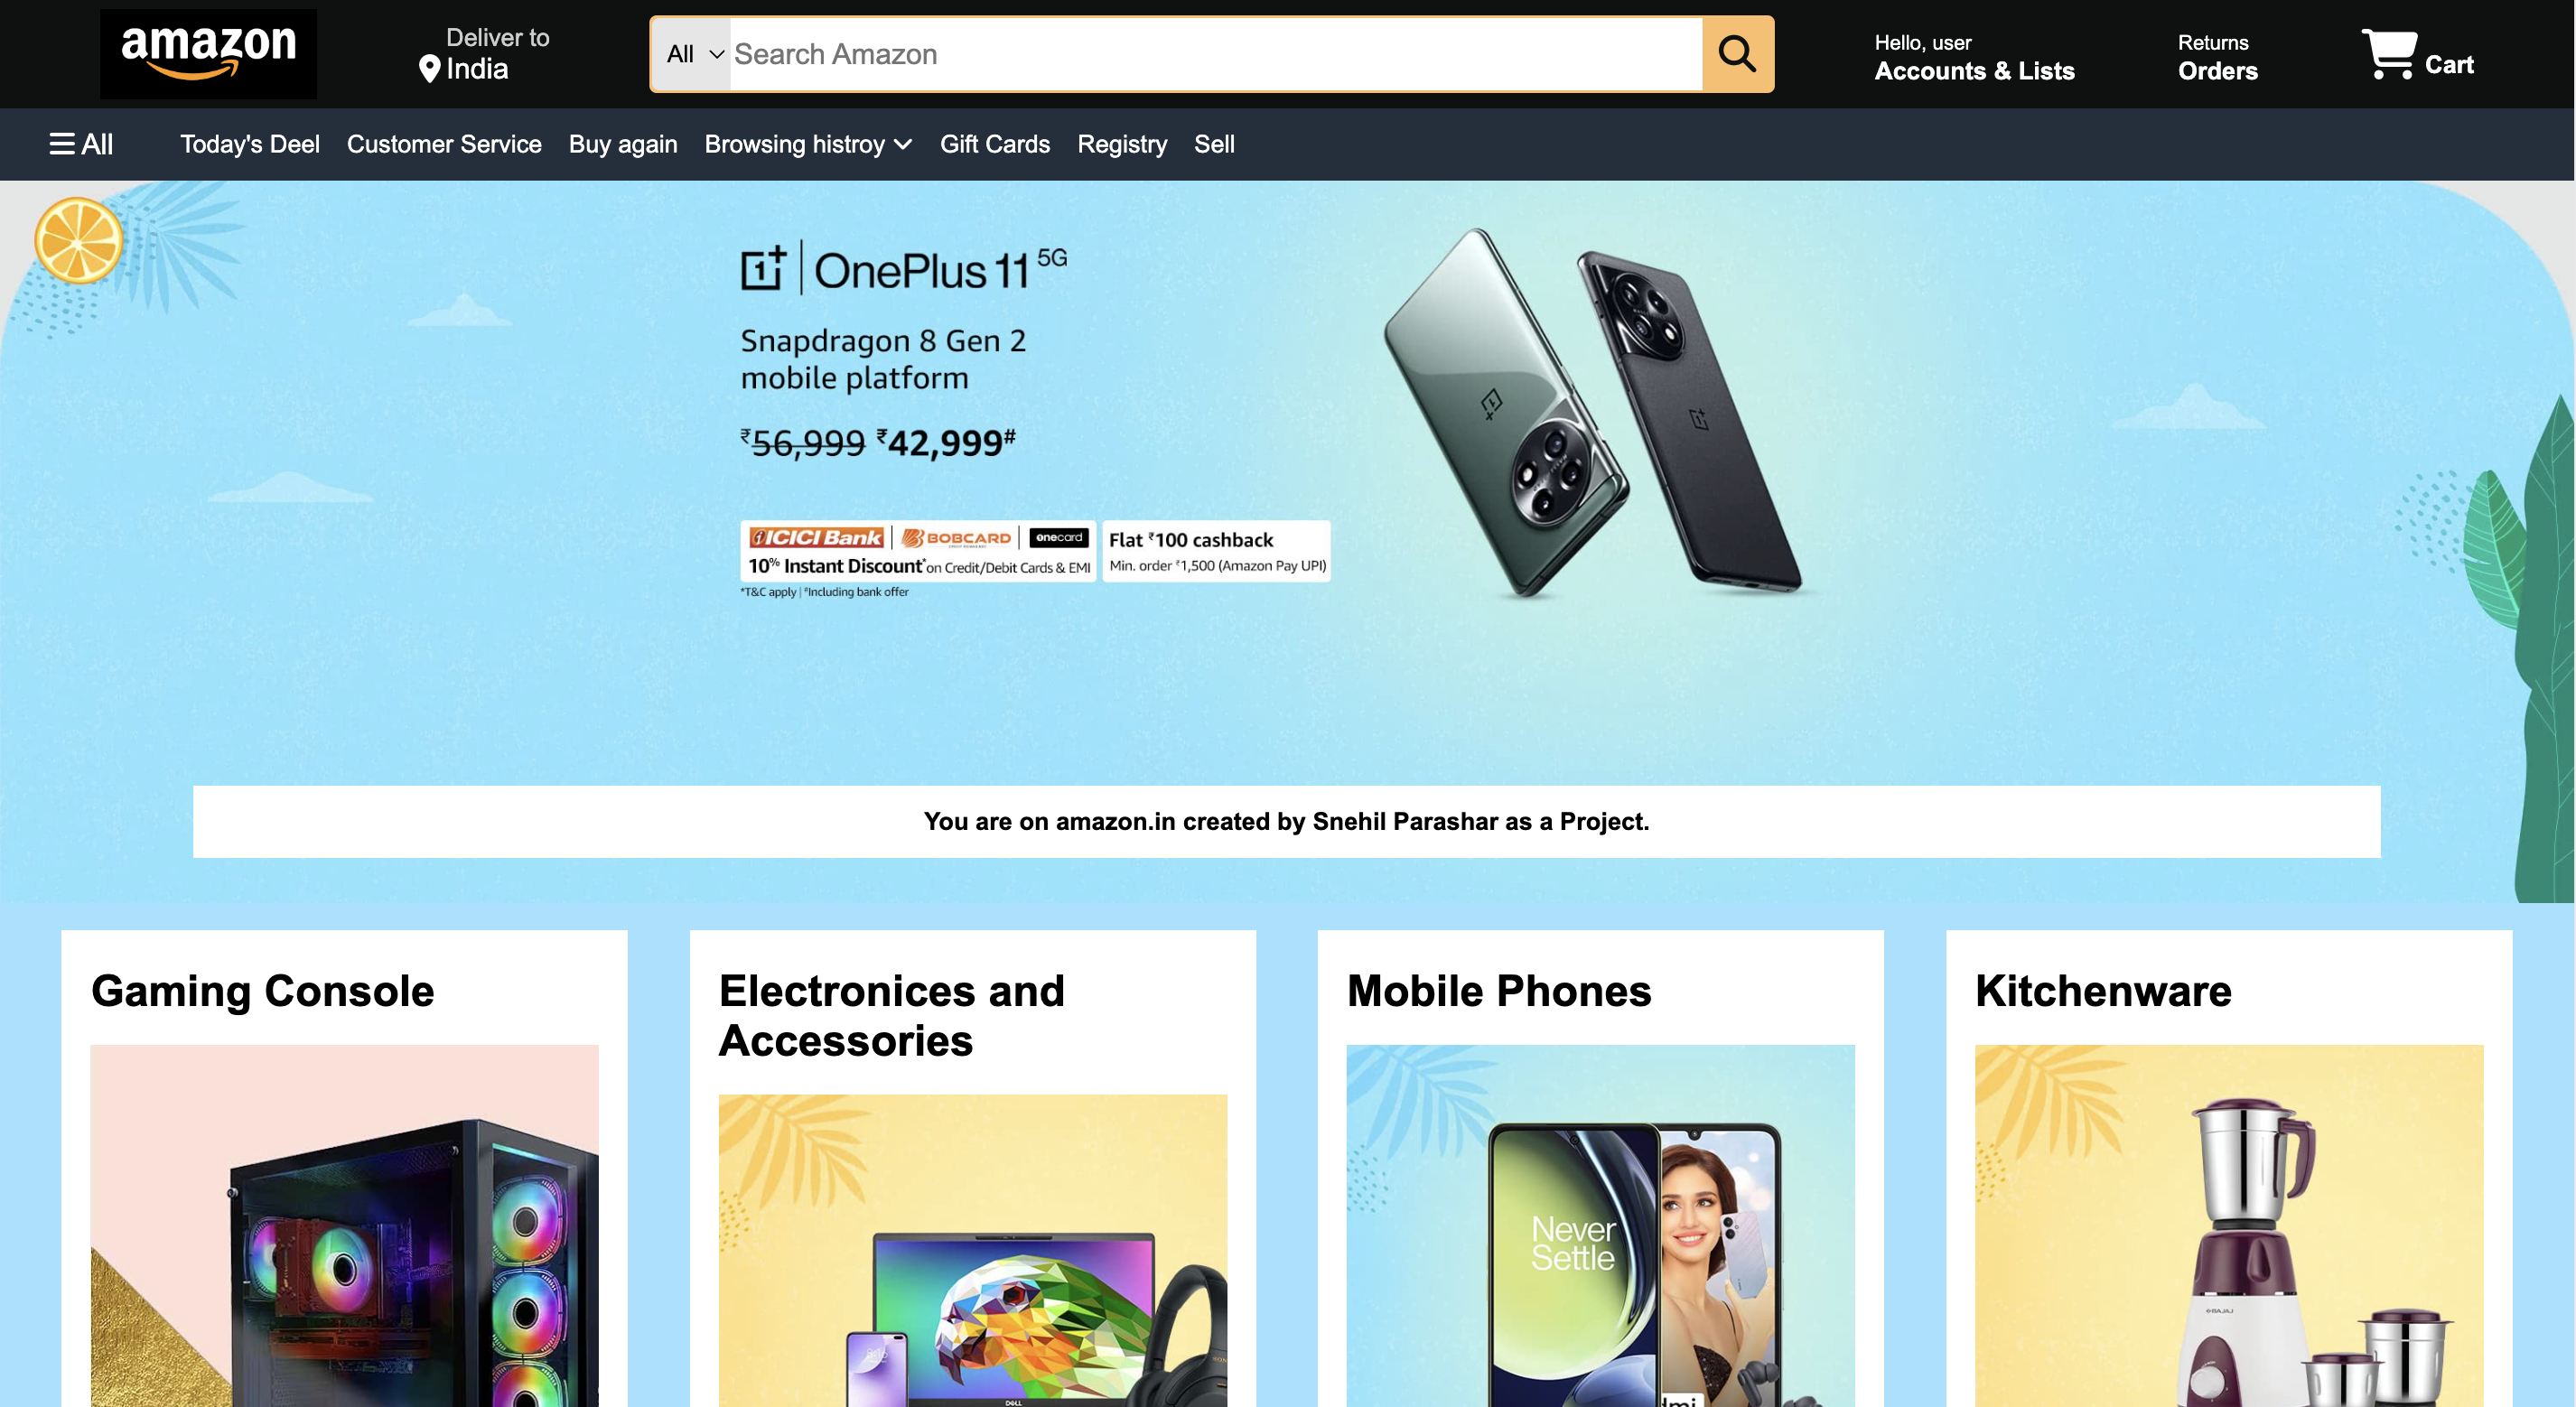 amazon
Deliver to
India
All
Search Amazon
Hello, user
Accounts & Lists
Returns
Orders
Cart
All
Today's Deel
Customer Service
Buy again
Browsing histroy
Gift Cards
Registry
Sell
OnePlus 11 5G
Snapdragon 8 Gen 2
mobile platform
₹56,999 ₹42,999#
ICICI Bank
BOBCARD
onecard
10% Instant Discount* on Credit/Debit Cards & EMI
Flat ₹100 cashback
Min. order ₹1,500 (Amazon Pay UPI)
*T&C apply | #Including bank offer
You are on amazon.in created by Snehil Parashar as a Project.
Gaming Console
Electronices and
Accessories
Mobile Phones
Kitchenware
Never
Settle
BAJAJ
DELL